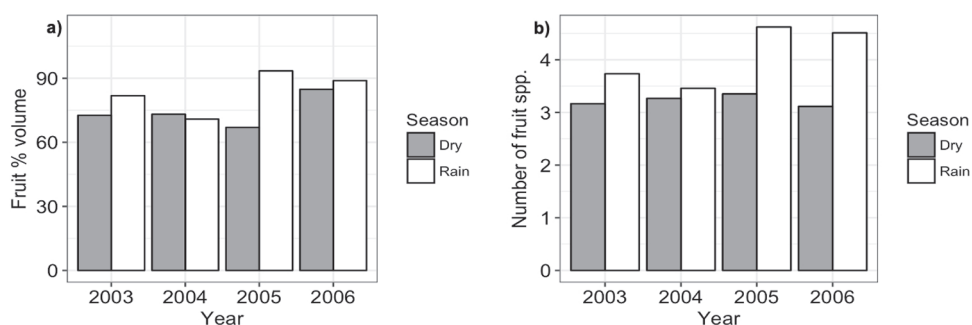 a)
Fruit % volume
90
60
30
0
2003 2004 2005 2006
Year
Season
Dry
Rain
b)
Number of fruit spp.
4
3
2
1
0
2003 2004 2005 2006
Year
Season
Dry
Rain